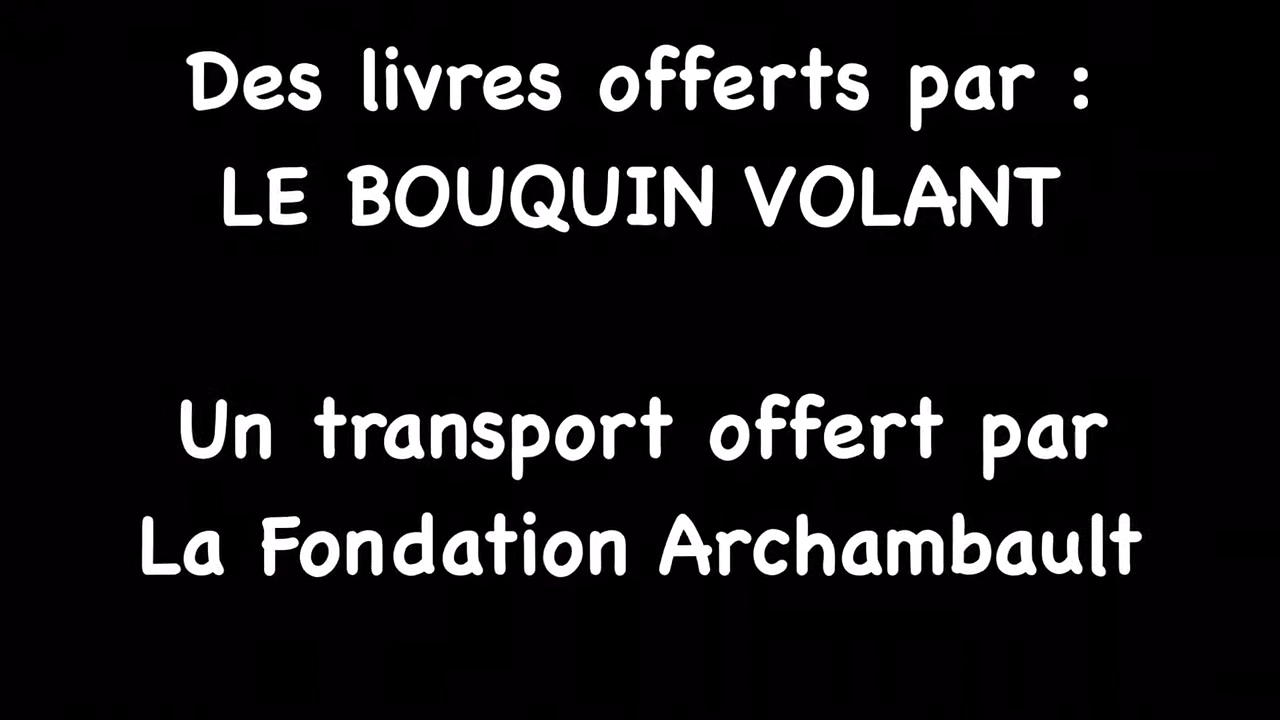 Des livres offerts par :
LE BOUQUIN VOLANT
Un transport offert par
La Fondation Archambault